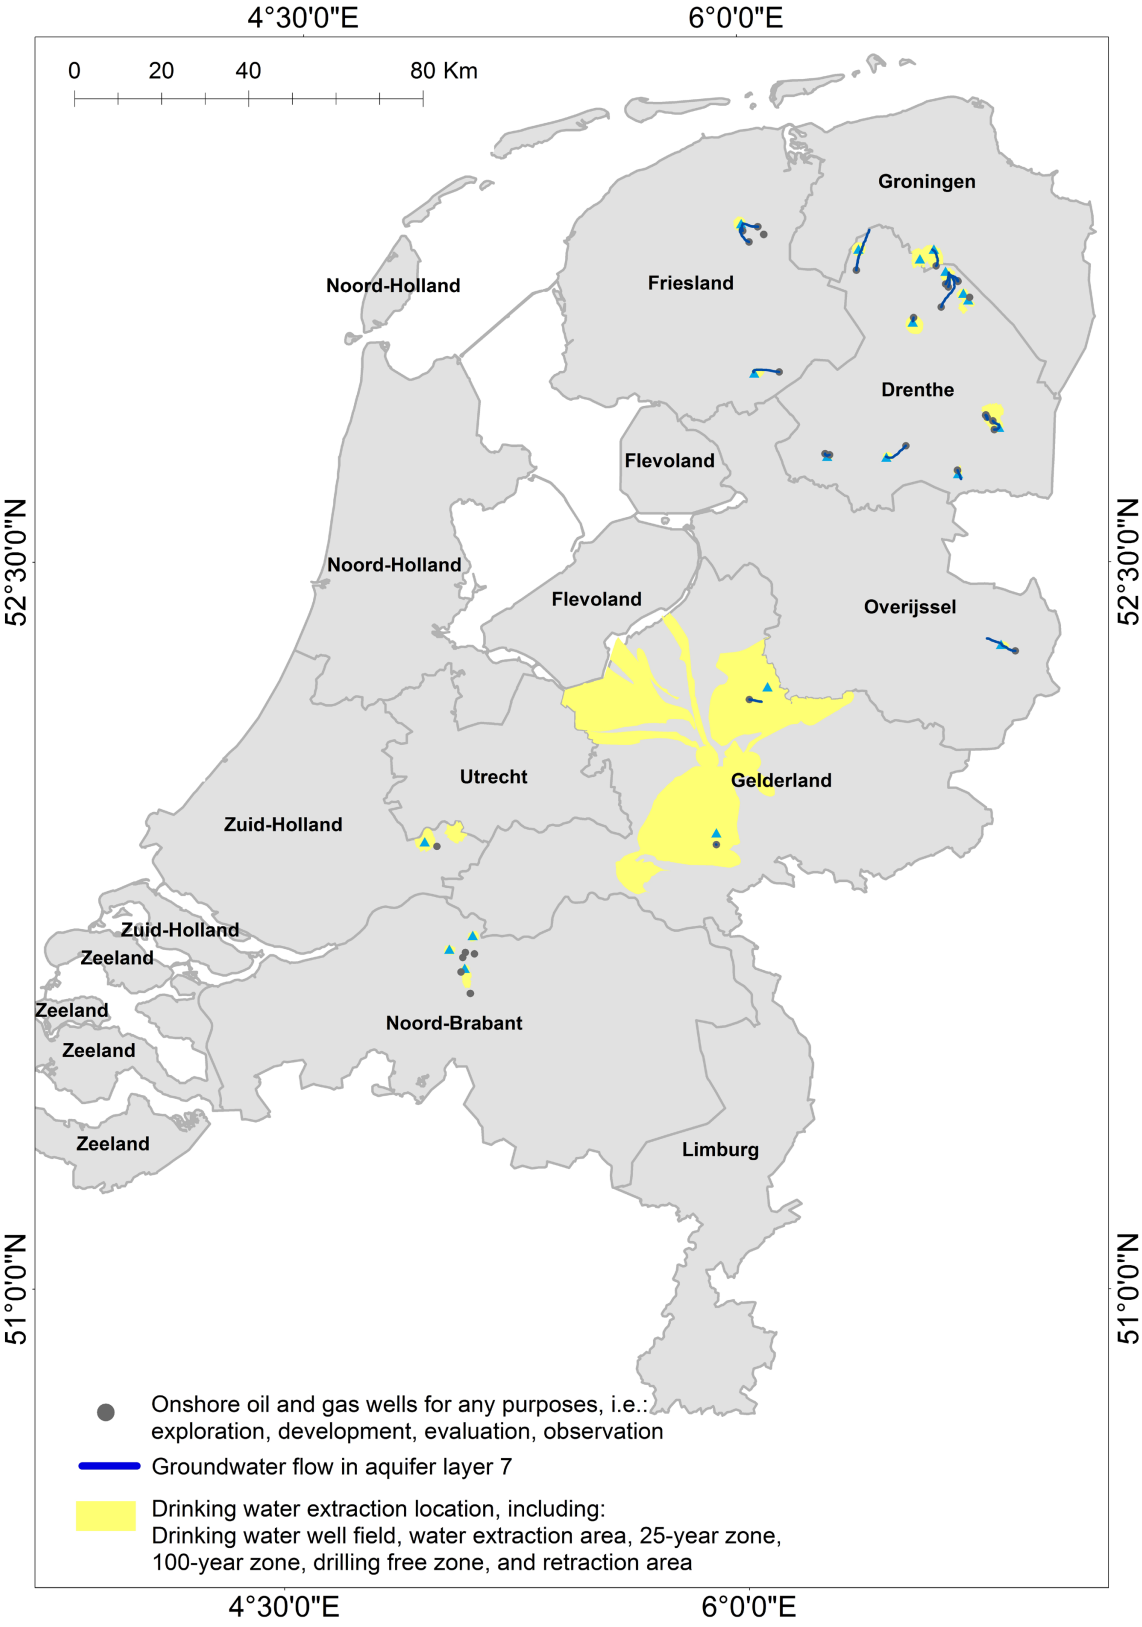 4°30'0"E
6°0'0"E
0 20 40 80 Km
Groningen
Friesland
Noord-Holland
Drenthe
Flevoland
52°30'0"N
52°30'0"N
Noord-Holland
Flevoland
Overijssel
Utrecht
Gelderland
Zuid-Holland
Zuid-Holland
Zeeland
Zeeland
Noord-Brabant
Zeeland
Zeeland
Limburg
51°0'0"N
51°0'0"N
Onshore oil and gas wells for any purposes, i.e.:
exploration, development, evaluation, observation
Groundwater flow in aquifer layer 7
Drinking water extraction location, including:
Drinking water well field, water extraction area, 25-year zone,
100-year zone, drilling free zone, and retraction area
4°30'0"E
6°0'0"E